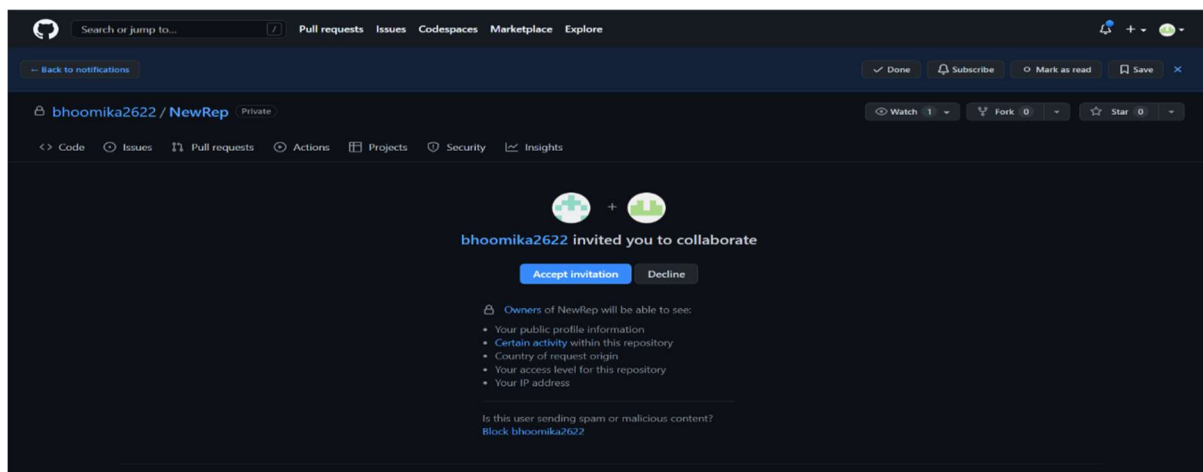 Search or jump to... / Pull requests Issues Codespaces Marketplace Explore
← Back to notifications Done Subscribe Mark as read Save
bhoomika2622 / NewRep Private Watch 1 Fork 0 Star 0
<> Code Issues Pull requests Actions Projects Security Insights
+
bhoomika2622 invited you to collaborate
Accept invitation Decline
Owners of NewRep will be able to see:
• Your public profile information
• Certain activity within this repository
• Country of request origin
• Your access level for this repository
• Your IP address
Is this user sending spam or malicious content?
Block bhoomika2622